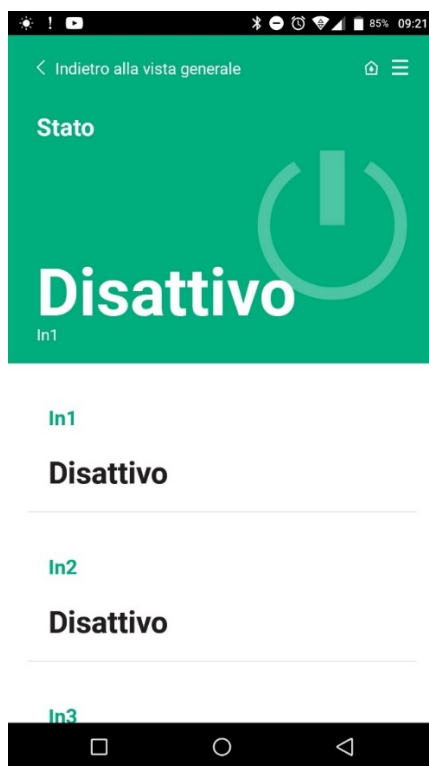 ! 85% 09:21
Indietro alla vista generale
Stato
Disattivo
In1
In1
Disattivo
In2
Disattivo
In3